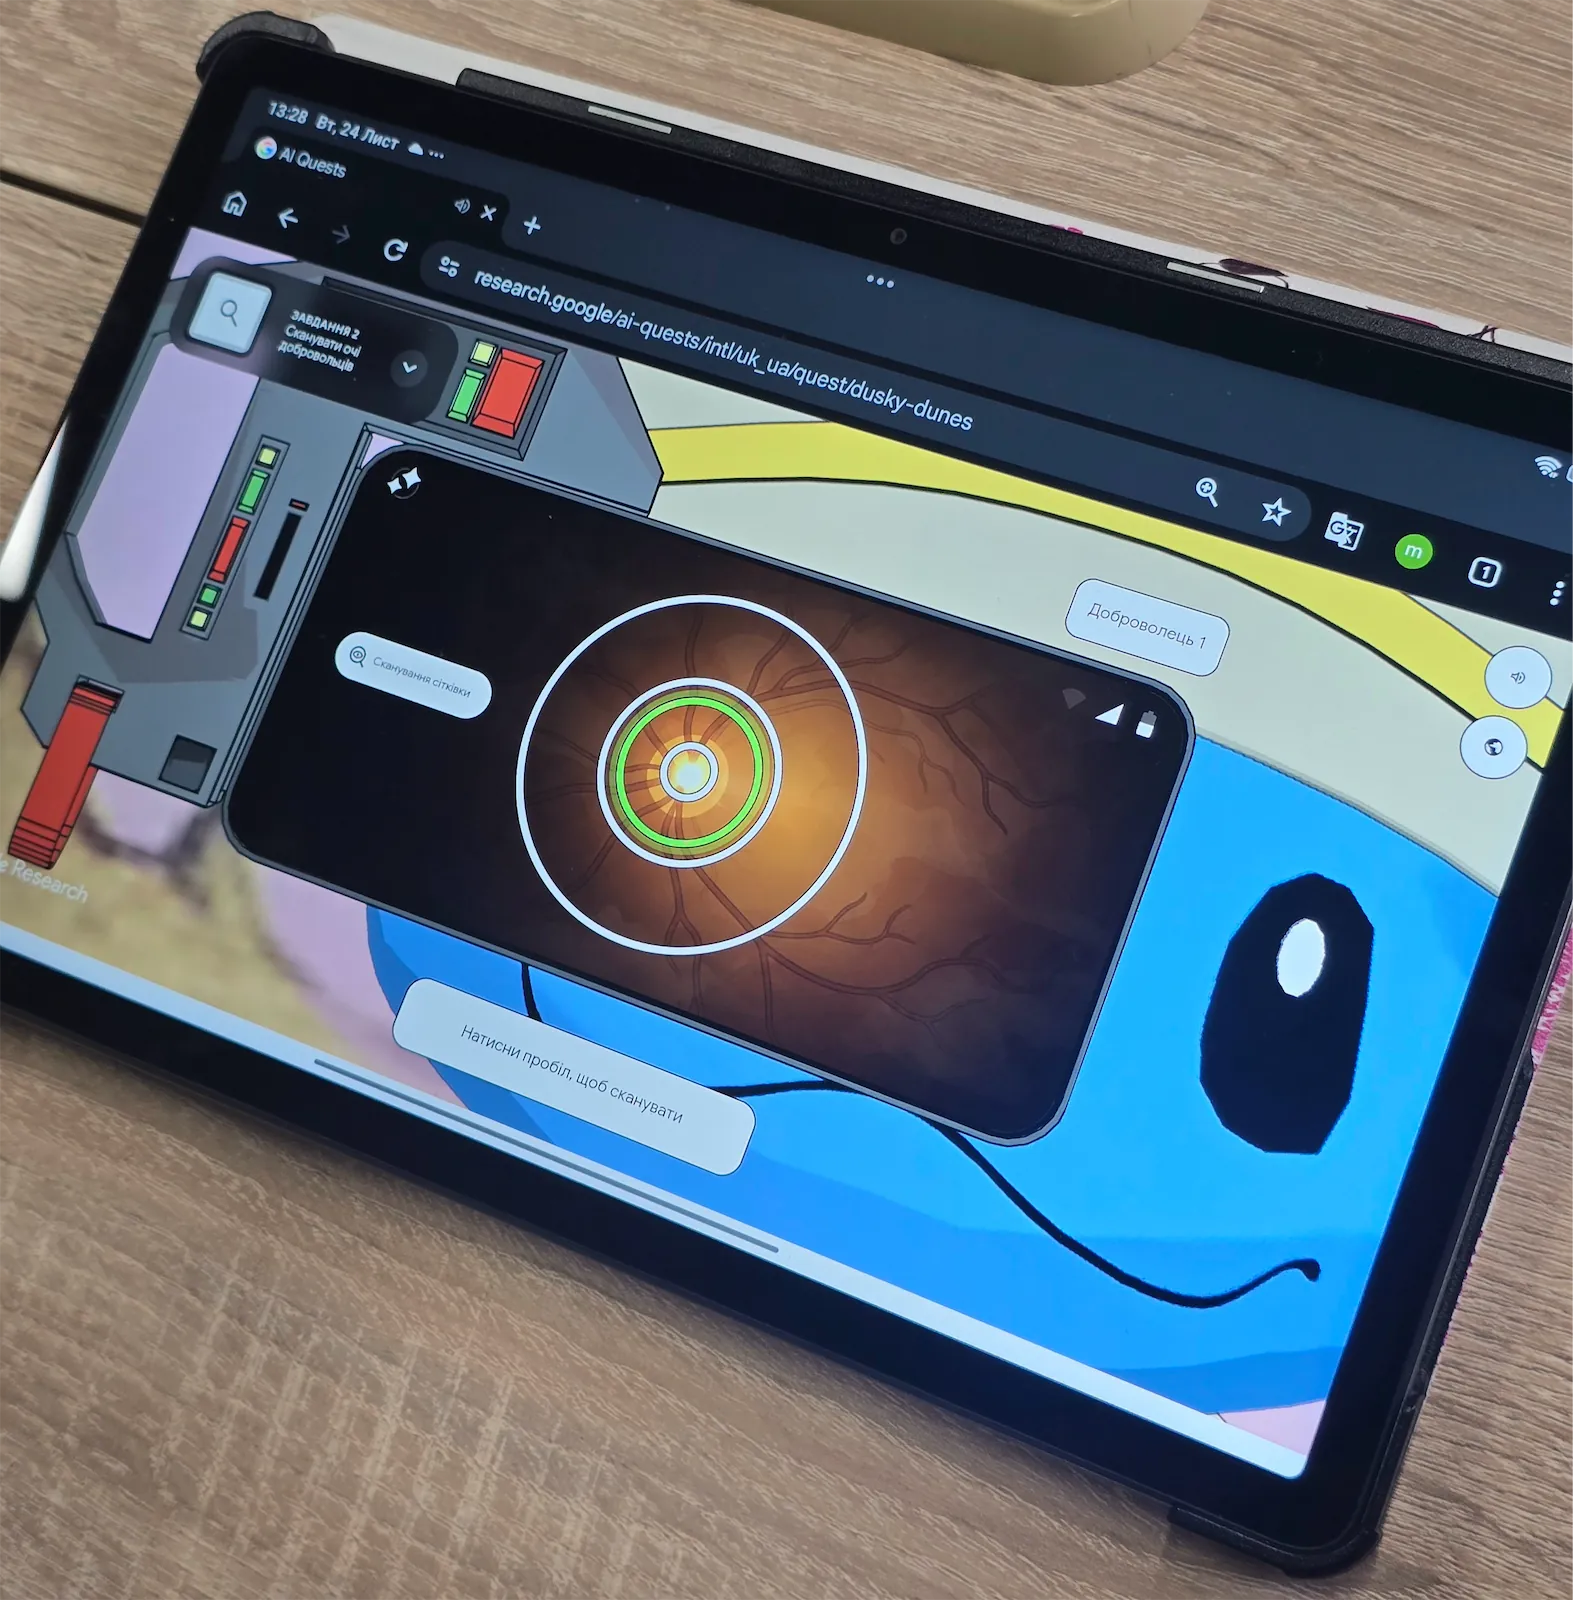 13:28 Вт, 24 Лист
AI Quests
research.google/ai-quests/intl/uk_ua/quest/dusky-dunes
m
1
ЗАВДАННЯ 2
Сканувати очі
добровольців
Доброволець 1
Сканування сітківки
Натисни пробіл, щоб сканувати
Research